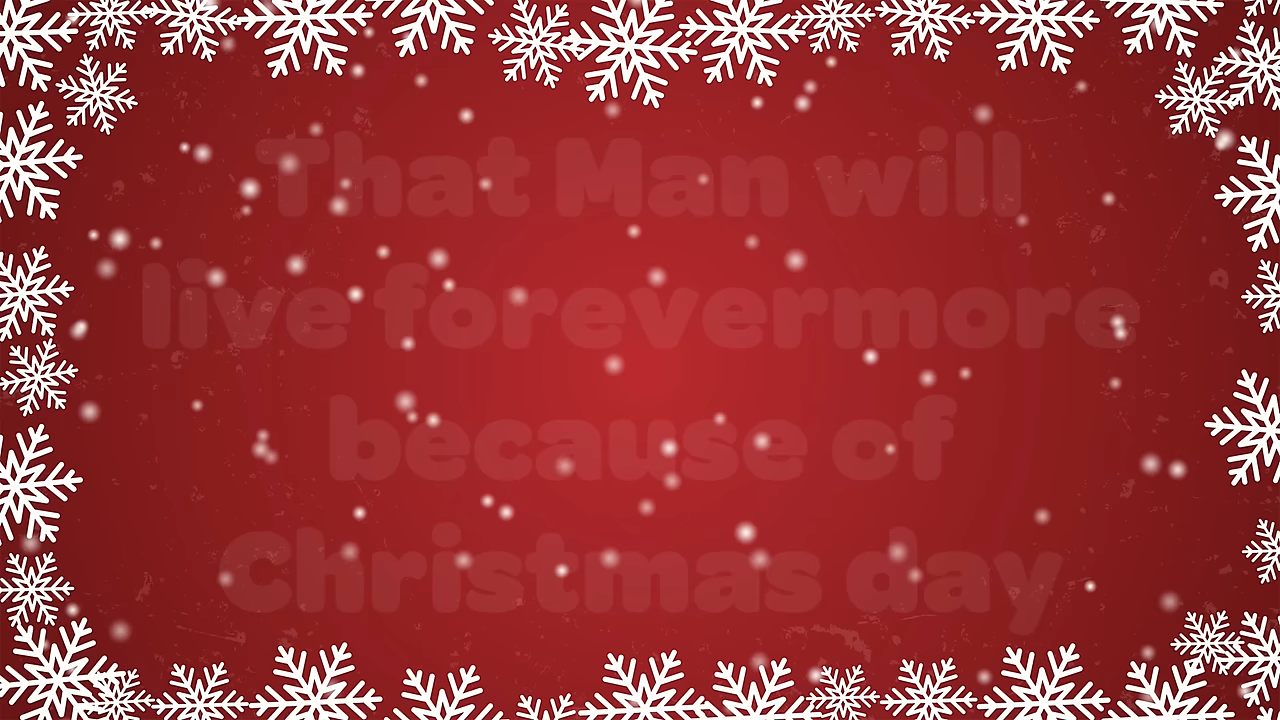 That Man will
live forevermore
because of
Christmas day